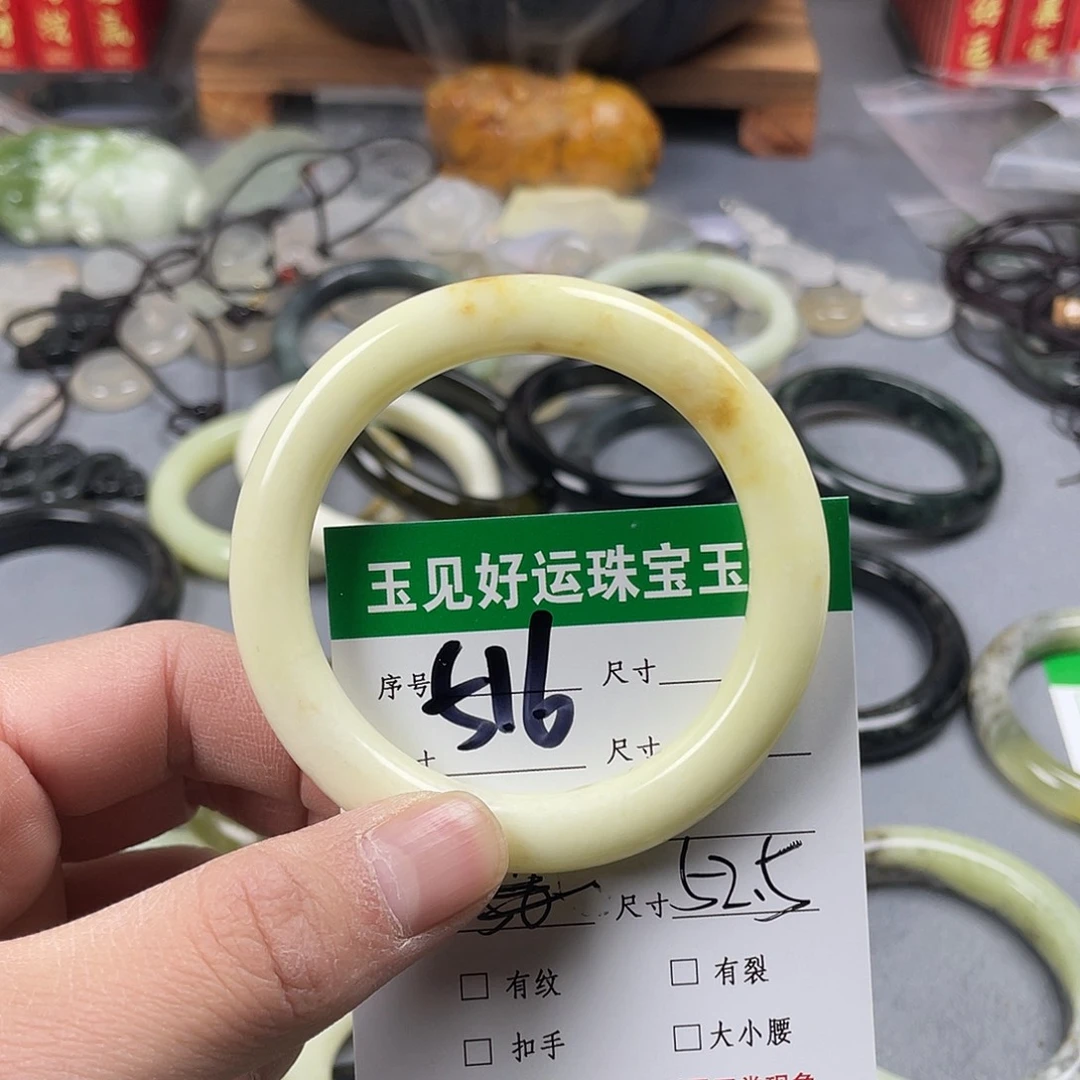 玉见好运珠宝玉
序号 516 尺寸
寸 尺寸
尺寸 52.5
□ 有纹 □ 有裂
□ 扣手 □ 大小腰